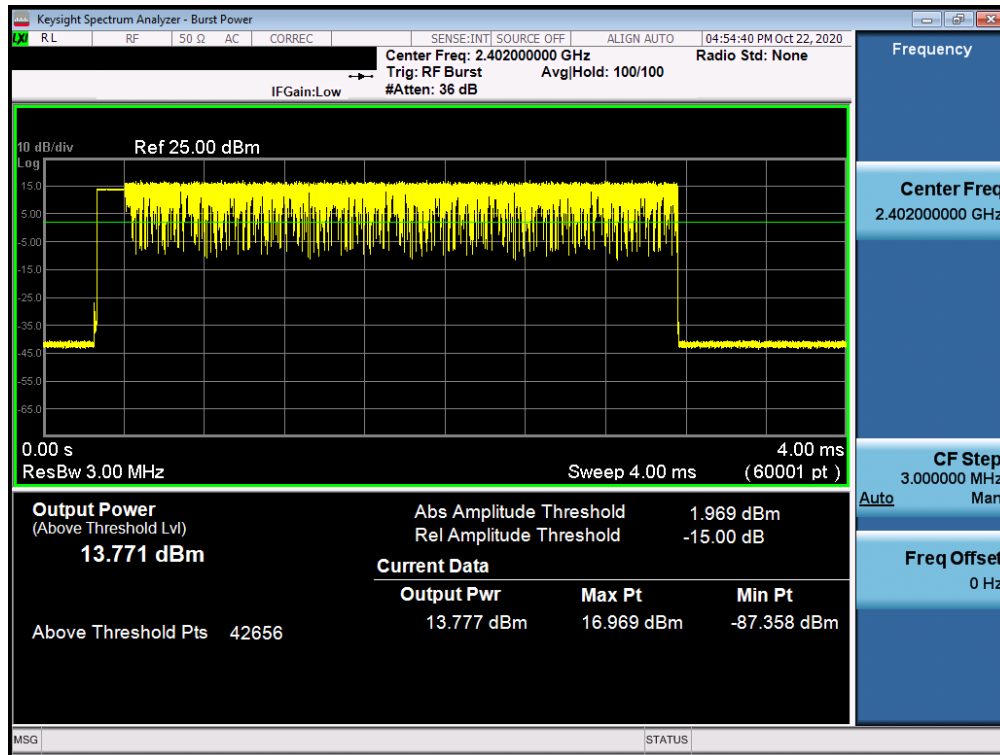 Keysight Spectrum Analyzer - Burst Power
LXI RL RF 50 Ω AC CORREC SENSE:INT SOURCE OFF ALIGN AUTO 04:54:40 PM Oct 22, 2020
Center Freq: 2.402000000 GHz Radio Std: None
Trig: RF Burst Avg|Hold: 100/100
IFGain:Low #Atten: 36 dB
Frequency
10 dB/div Ref 25.00 dBm
Log
15.0
5.00
-5.00
-15.0
-25.0
-35.0
-45.0
-55.0
-65.0
0.00 s 4.00 ms
ResBw 3.00 MHz Sweep 4.00 ms (60001 pt )
Center Freq
2.402000000 GHz
CF Step
3.000000 MHz
Auto Man
Freq Offset
0 Hz
Output Power
(Above Threshold Lvl)
13.771 dBm
Above Threshold Pts 42656
Abs Amplitude Threshold 1.969 dBm
Rel Amplitude Threshold -15.00 dB
Current Data
Output Pwr Max Pt Min Pt
13.777 dBm 16.969 dBm -87.358 dBm
MSG STATUS